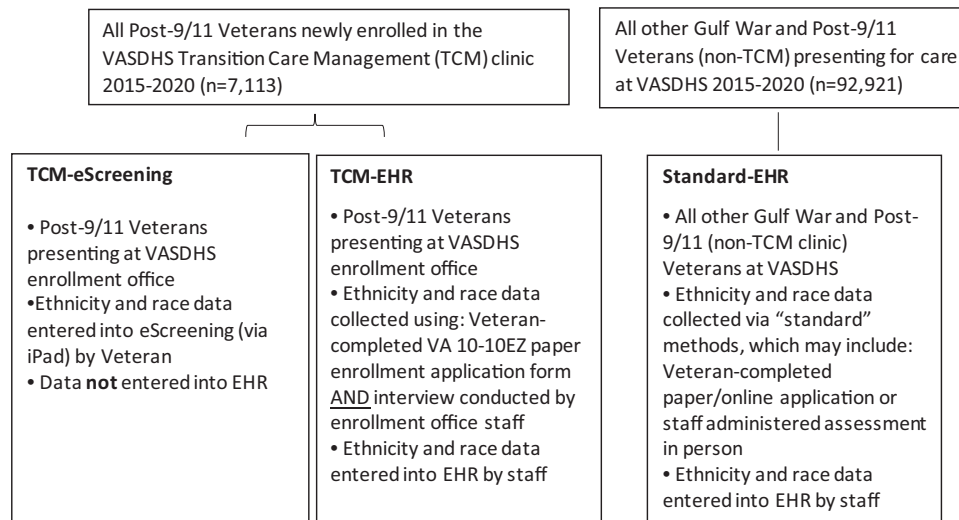 All Post-9/11 Veterans newly enrolled in the
VASDHS Transition Care Management (TCM) clinic
2015-2020 (n=7,113)
All other Gulf War and Post-9/11
Veterans (non-TCM) presenting for care
at VASDHS 2015-2020 (n=92,921)
TCM-eScreening
• Post-9/11 Veterans
presenting at VASDHS
enrollment office
•Ethnicity and race data
entered into eScreening (via
iPad) by Veteran
• Data not entered into EHR
TCM-EHR
• Post-9/11 Veterans
presenting at VASDHS
enrollment office
• Ethnicity and race data
collected using: Veteran-
completed VA 10-10EZ paper
enrollment application form
AND interview conducted by
enrollment office staff
• Ethnicity and race data
entered into EHR by staff
Standard-EHR
• All other Gulf War and Post-
9/11 (non-TCM clinic)
Veterans at VASDHS
• Ethnicity and race data
collected via “standard”
methods, which may include:
Veteran-completed
paper/online application or
staff administered assessment
in person
• Ethnicity and race data
entered into EHR by staff